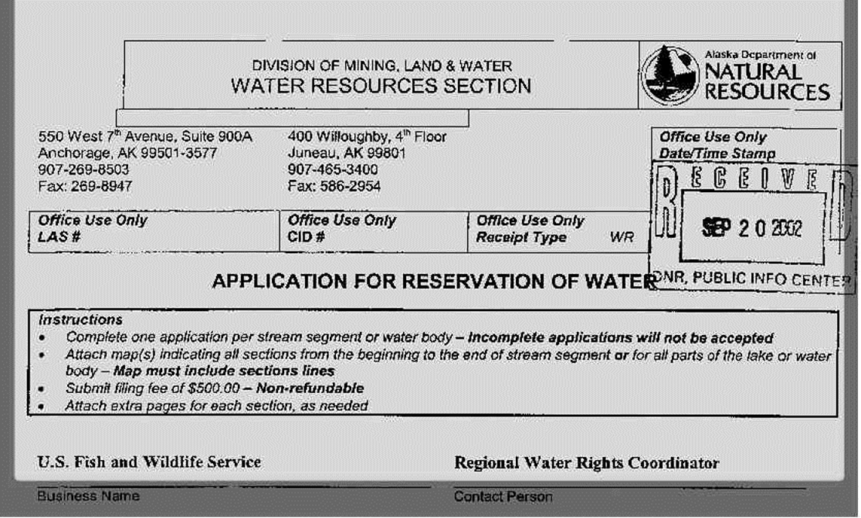 DIVISION OF MINING, LAND & WATER
WATER RESOURCES SECTION
Alaska Department of
NATURAL
RESOURCES
550 West 7th Avenue, Suite 900A
Anchorage, AK 99501-3577
907-269-8503
Fax: 269-8947
400 Willoughby, 4th Floor
Juneau, AK 99801
907-465-3400
Fax: 586-2954
Office Use Only
Date/Time Stamp
RECEIVED
SEP 20 2002
DNR, PUBLIC INFO CENTER
Office Use Only
LAS #
Office Use Only
CID #
Office Use Only
Receipt Type WR
APPLICATION FOR RESERVATION OF WATER
Instructions
• Complete one application per stream segment or water body – Incomplete applications will not be accepted
• Attach map(s) indicating all sections from the beginning to the end of stream segment or for all parts of the lake or water
body – Map must include sections lines
• Submit filing fee of $500.00 – Non-refundable
• Attach extra pages for each section, as needed
U.S. Fish and Wildlife Service
Business Name
Regional Water Rights Coordinator
Contact Person